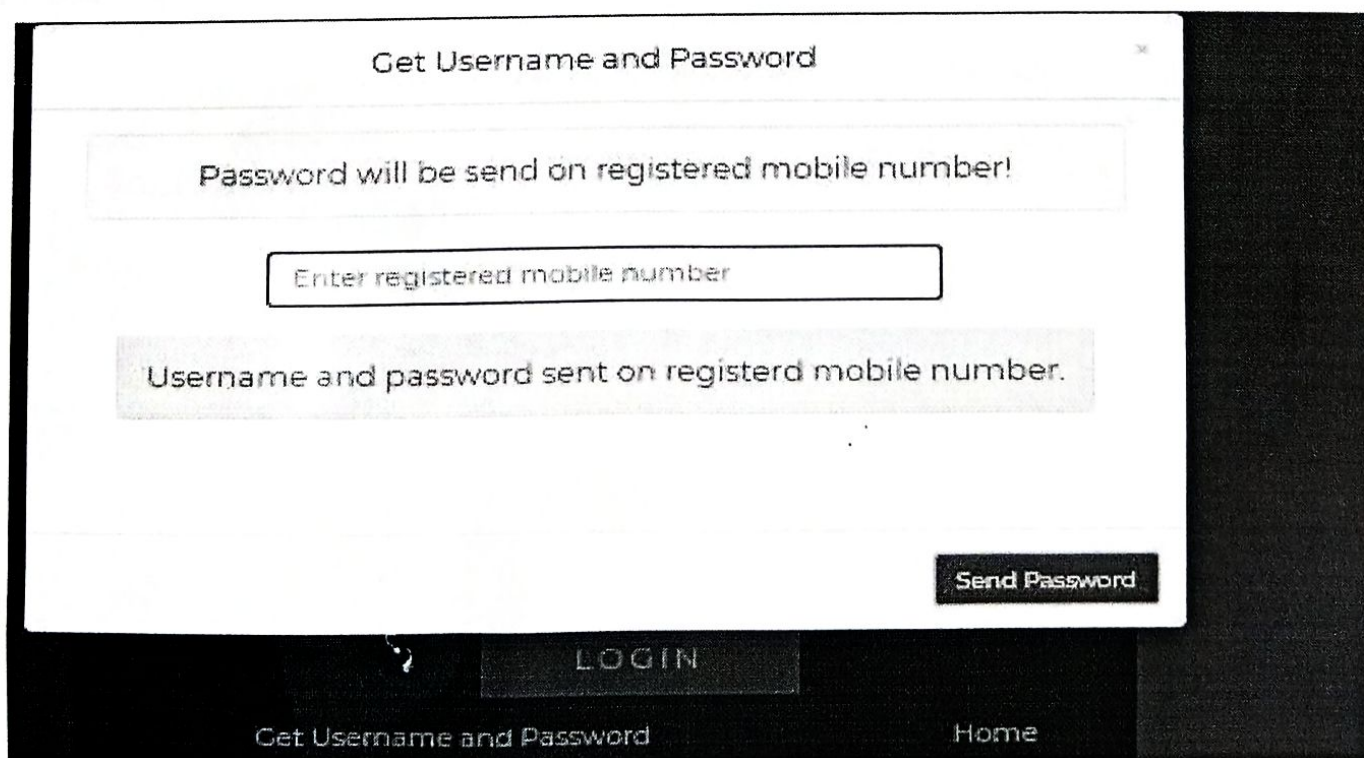 Get Username and Password
×
Password will be send on registered mobile number!
Enter registered mobile number
Username and password sent on registerd mobile number.
Send Password
LOGIN
Get Username and Password Home